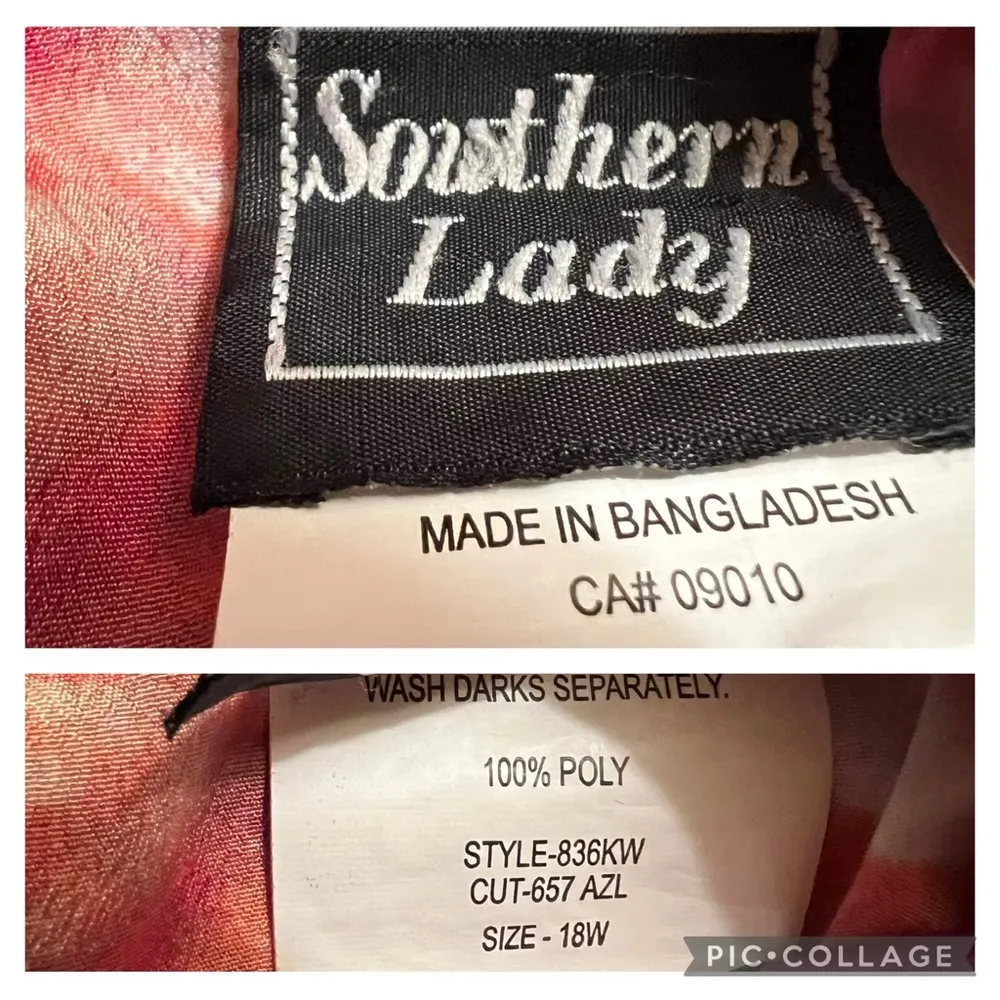 Southern
Lady
MADE IN BANGLADESH
CA# 09010
WASH DARKS SEPARATELY.
100% POLY
STYLE-836KW
CUT-657 AZL
SIZE - 18W
PIC•COLLAGE